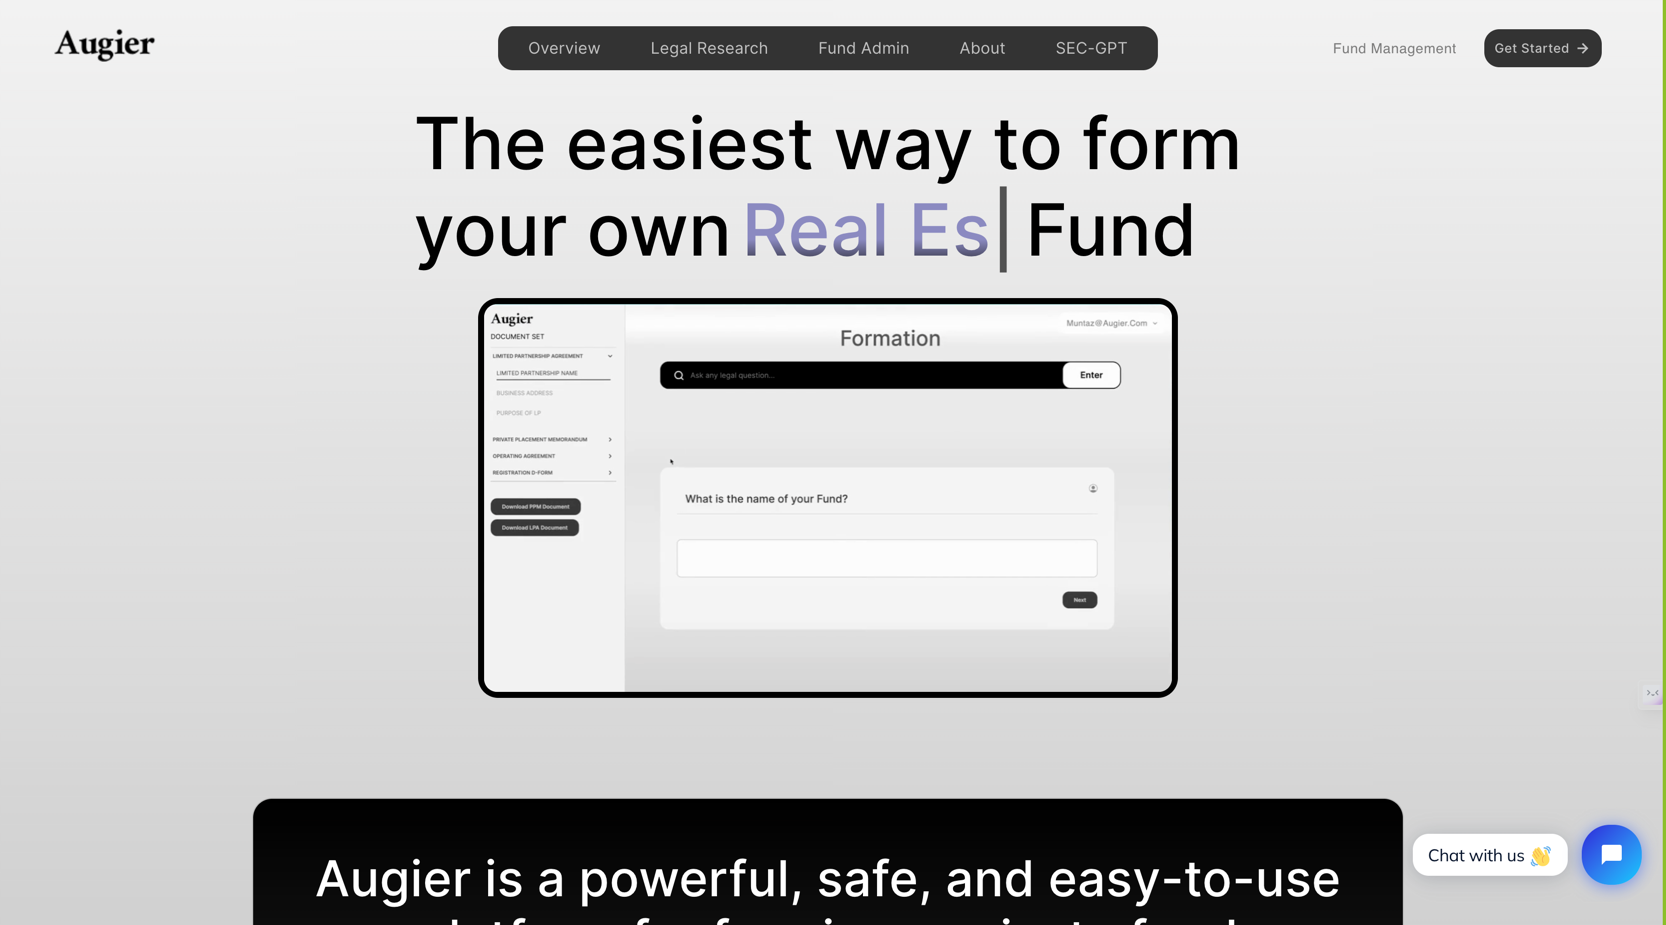 Augier
Overview Legal Research Fund Admin About SEC-GPT
Fund Management
Get Started →
The easiest way to form
your own Real Es| Fund
Augier
DOCUMENT SET
LIMITED PARTNERSHIP AGREEMENT
LIMITED PARTNERSHIP NAME
BUSINESS ADDRESS
PURPOSE OF LP
PRIVATE PLACEMENT MEMORANDUM
OPERATING AGREEMENT
REGISTRATION D-FORM
Download PPM Document
Download LPA Document
Muntaz@Augier.Com
Formation
Ask any legal question...
Enter
What is the name of your Fund?
Next
Augier is a powerful, safe, and easy-to-use
Chat with us 👋